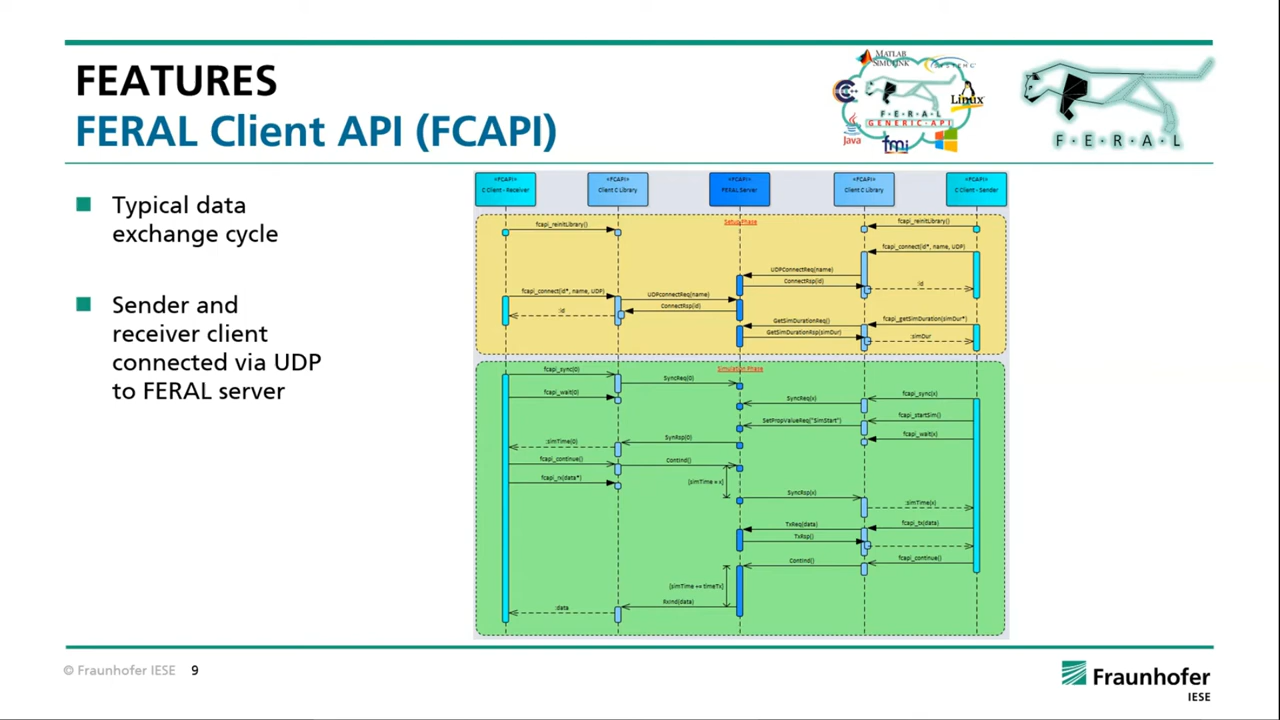 FEATURES
FERAL Client API (FCAPI)
MATLAB
SIMULINK
SYSTEMC
Linux
F·E·R·A·L
GENERIC·API
Java
fmi
F·E·R·A·L
Typical data
exchange cycle
Sender and
receiver client
connected via UDP
to FERAL server
«FCAPI»
C Client - Receiver
«FCAPI»
Client C Library
«FCAPI»
FERAL Server
«FCAPI»
Client C Library
«FCAPI»
C Client - Sender
Setup Phase
fcapi_reinitLibrary()
fcapi_reinitLibrary()
fcapi_connect(id*, name, UDP)
UDPConnectReq(name)
ConnectRsp(id)
:id
fcapi_connect(id*, name, UDP)
UDPconnectReq(name)
ConnectRsp(id)
:id
GetSimDurationReq()
fcapi_getSimDuration(simDur*)
GetSimDurationRsp(simDur)
:simDur
Simulation Phase
fcapi_sync(0)
SyncReq(0)
fcapi_wait(0)
SyncReq(x)
fcapi_sync(x)
fcapi_startSim()
SetPropValueReq("SimStart")
fcapi_wait(x)
SynRsp(0)
:simTime(0)
fcapi_continue()
ContInd()
fcapi_rx(data*)
{simTime = x}
SyncRsp(x)
:simTime(x)
TxReq(data)
fcapi_tx(data)
TxRsp()
ContInd()
fcapi_continue()
{simTime += timeTx}
RxInd(data)
:data
© Fraunhofer IESE 9
Fraunhofer
IESE